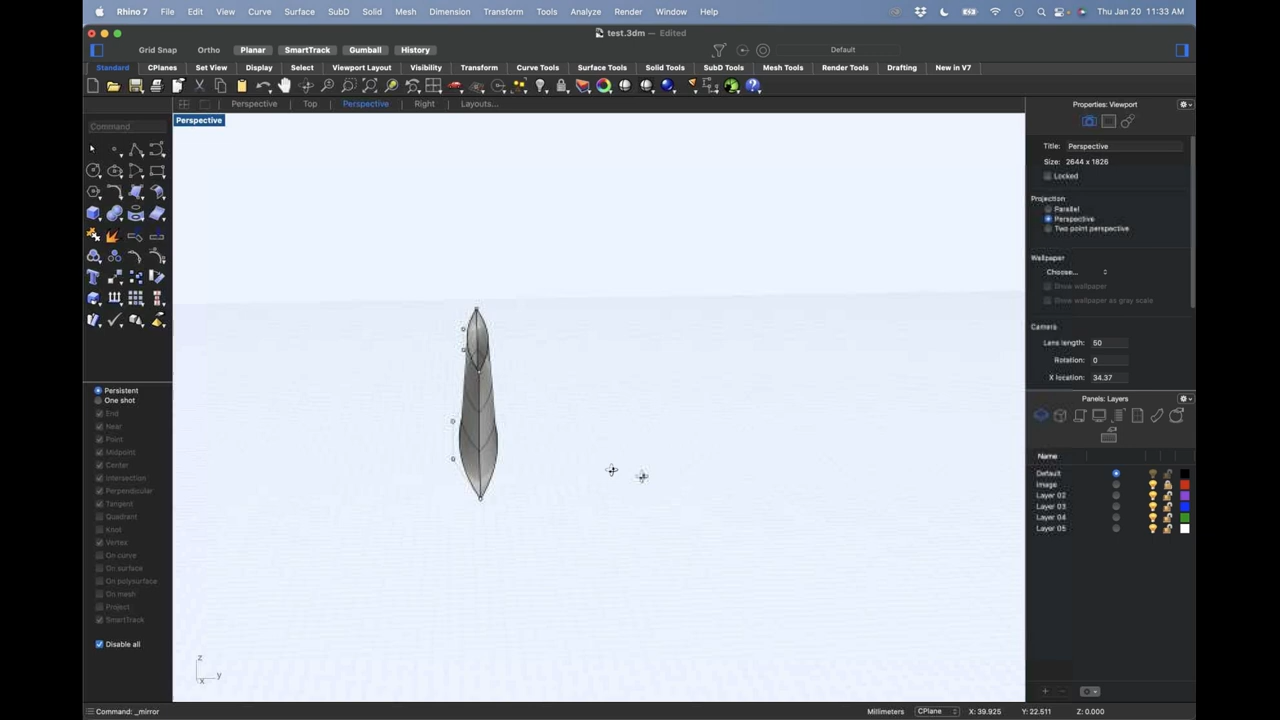 Rhino 7 File Edit View Curve Surface SubD Solid Mesh Dimension Transform Tools Analyze Render Window Help Thu Jan 20 11:33 AM
test.3dm — Edited
Grid Snap Ortho Planar SmartTrack Gumball History Default
Standard CPlanes Set View Display Select Viewport Layout Visibility Transform Curve Tools Surface Tools Solid Tools SubD Tools Mesh Tools Render Tools Drafting New in V7
Perspective Top Perspective Right Layouts...
Properties: Viewport
Perspective
Command
Title: Perspective
Size: 2644 x 1826
Locked
Projection
Parallel
Perspective
Two point perspective
Wallpaper
Choose...
Show wallpaper
Show wallpaper as gray scale
Camera
Lens length: 50
Rotation: 0
X location: 34.37
Persistent
One shot
End
Near
Point
Midpoint
Center
Intersection
Perpendicular
Tangent
Quadrant
Knot
Vertex
On curve
On surface
On polysurface
On mesh
Project
SmartTrack
Disable all
Panels: Layers
Name
Default
Image
Layer 02
Layer 03
Layer 04
Layer 05
z
y
x
Command: _mirror Millimeters CPlane X: 39.925 Y: 22.511 Z: 0.000